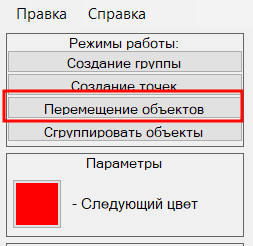 Правка Справка
Режимы работы:
Создание группы
Создание точек
Перемещение объектов
Сгруппировать объекты
Параметры
- Следующий цвет